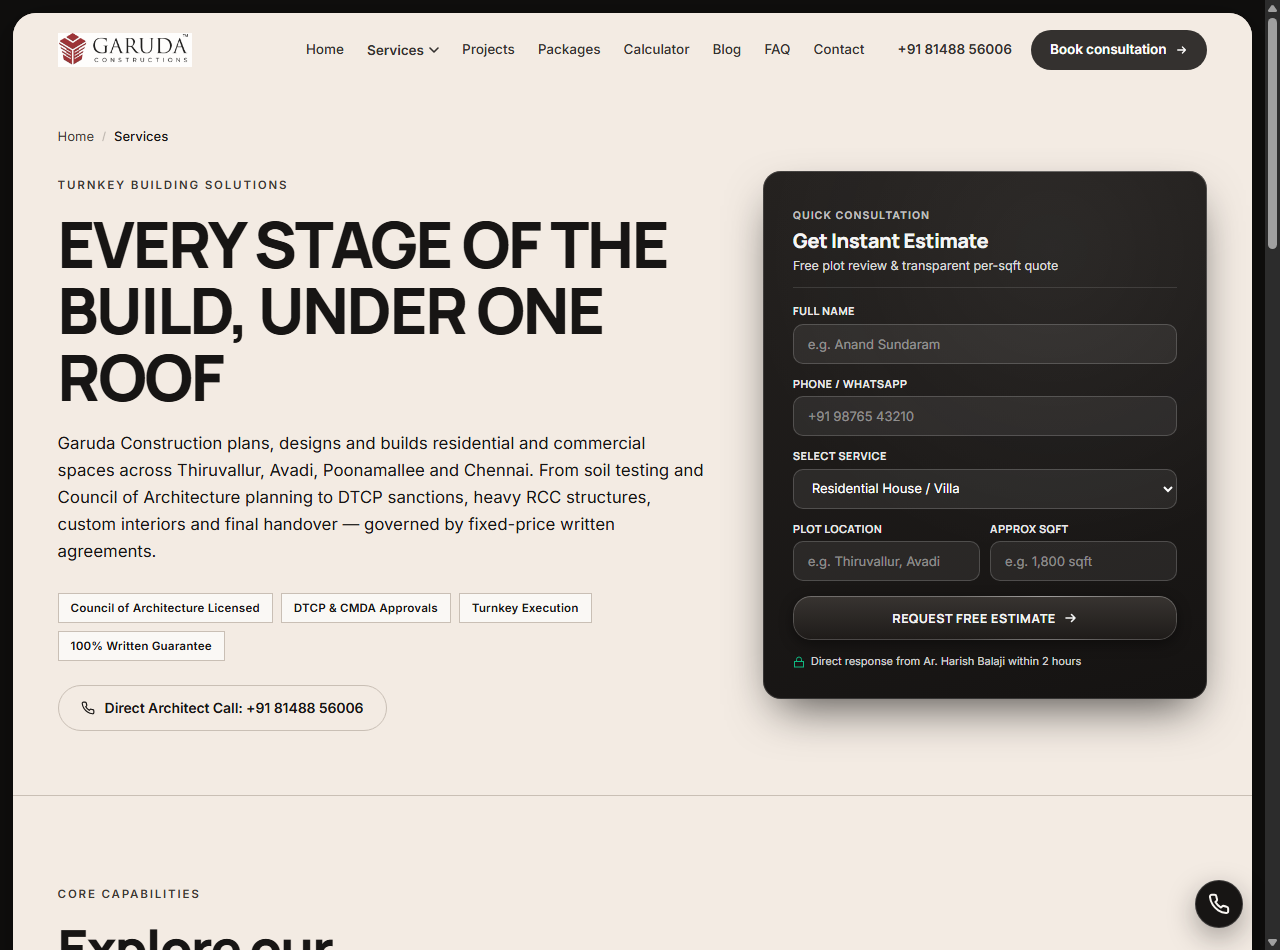 GARUDA™
CONSTRUCTIONS
Home
Services
Projects
Packages
Calculator
Blog
FAQ
Contact
+91 81488 56006
Book consultation →
Home / Services
TURNKEY BUILDING SOLUTIONS
EVERY STAGE OF THE
BUILD, UNDER ONE
ROOF
Garuda Construction plans, designs and builds residential and commercial
spaces across Thiruvallur, Avadi, Poonamallee and Chennai. From soil testing and
Council of Architecture planning to DTCP sanctions, heavy RCC structures,
custom interiors and final handover — governed by fixed-price written
agreements.
Council of Architecture Licensed
DTCP & CMDA Approvals
Turnkey Execution
100% Written Guarantee
Direct Architect Call: +91 81488 56006
QUICK CONSULTATION
Get Instant Estimate
Free plot review & transparent per-sqft quote
FULL NAME
e.g. Anand Sundaram
PHONE / WHATSAPP
+91 98765 43210
SELECT SERVICE
Residential House / Villa
PLOT LOCATION
e.g. Thiruvallur, Avadi
APPROX SQFT
e.g. 1,800 sqft
REQUEST FREE ESTIMATE →
Direct response from Ar. Harish Balaji within 2 hours
CORE CAPABILITIES
Explore our